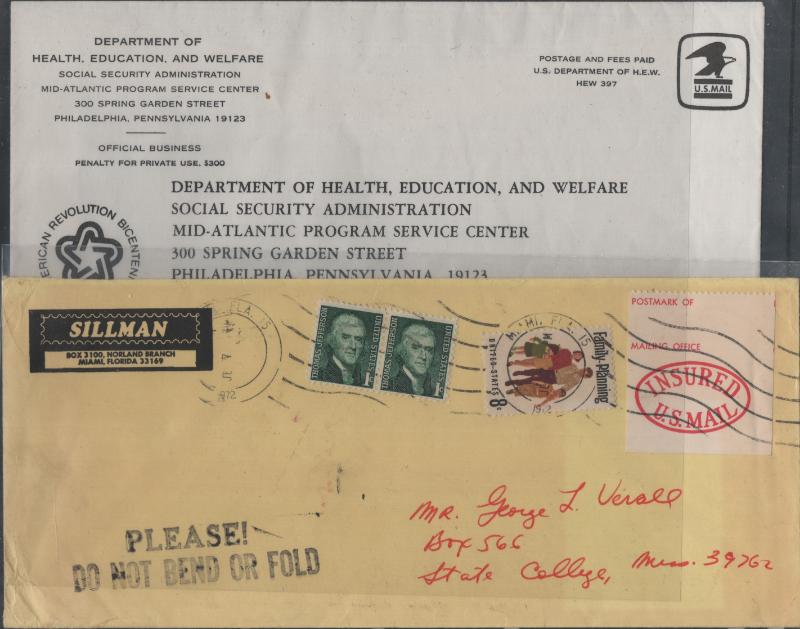 DEPARTMENT OF
HEALTH, EDUCATION, AND WELFARE
SOCIAL SECURITY ADMINISTRATION
MID-ATLANTIC PROGRAM SERVICE CENTER
300 SPRING GARDEN STREET
PHILADELPHIA, PENNSYLVANIA 19123
OFFICIAL BUSINESS
PENALTY FOR PRIVATE USE, $300
POSTAGE AND FEES PAID
U.S. DEPARTMENT OF H.E.W.
HEW 397
U.S.MAIL
DEPARTMENT OF HEALTH, EDUCATION, AND WELFARE
SOCIAL SECURITY ADMINISTRATION
MID-ATLANTIC PROGRAM SERVICE CENTER
300 SPRING GARDEN STREET
PHILADELPHIA, PENNSYLVANIA 19123
REVOLUTION
SILLMAN
BOX 3100, NORLAND BRANCH
MIAMI, FLORIDA 33169
FLA.
1972
THOMAS JEFFERSON
UNITED STATES
1c
THOMAS JEFFERSON
UNITED STATES
1c
Family Planning
UNITED STATES
8c
MIAMI, FLA.
1972
POSTMARK OF
MAILING OFFICE
INSURED
U.S. MAIL
Mr. George L. Verall
Box 566
State College, Miss. 39762
PLEASE!
DO NOT BEND OR FOLD